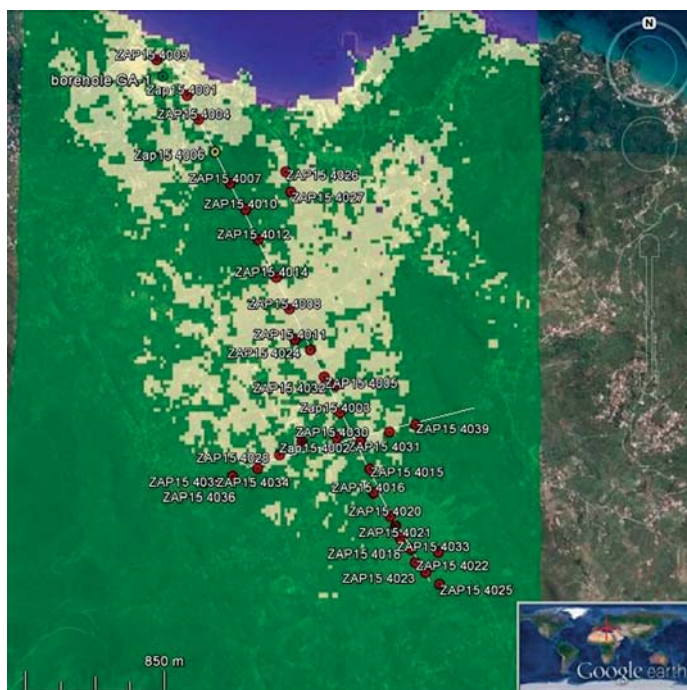 N
ZAP15 4009
borehole GA-1
Zap15 4001
ZAP15 4004
Zap15 4006
ZAP15 4026
ZAP15 4007
ZAP15 4027
ZAP15 4010
ZAP15 4012
ZAP15 4014
ZAP15 4008
ZAP15 4011
ZAP15 4024
ZAP15 4032
ZAP15 4005
Zap15 4003
ZAP15 4039
ZAP15 4030
Zap15 4002
ZAP15 4031
ZAP15 4028
ZAP15 4015
ZAP15 4034
ZAP15 4016
ZAP15 4036
ZAP15 4020
ZAP15 4021
ZAP15 4033
ZAP15 4022
ZAP15 4023
ZAP15 4025
850 m
Google earth